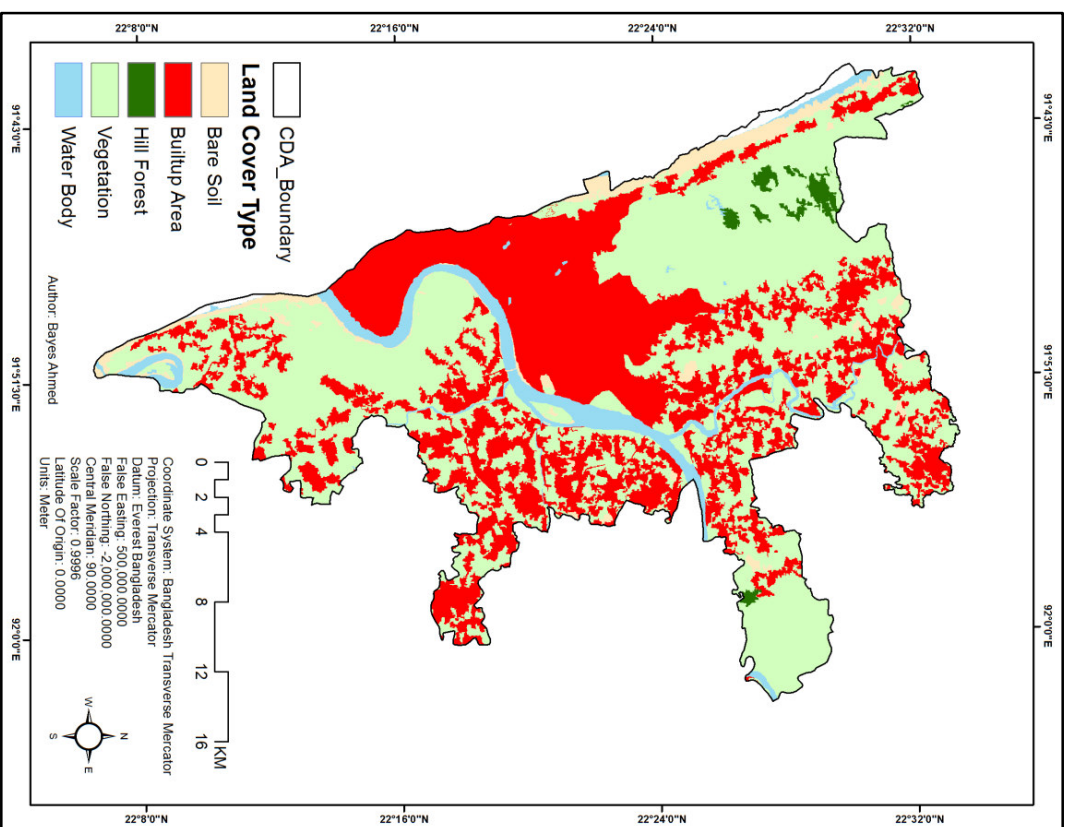 22°8'0"N
22°16'0"N
22°24'0"N
22°32'0"N
91°43'0"E
91°51'30"E
92°0'0"E
91°43'0"E
91°51'30"E
92°0'0"E
CDA_Boundary
Land Cover Type
Bare Soil
Builtup Area
Hill Forest
Vegetation
Water Body
Author: Bayes Ahmed
0 2 4 8 12 16
KM
Coordinate System: Bangladesh Transverse Mercator
Projection: Transverse Mercator
Datum: Everest Bangladesh
False Easting: 500,000.0000
False Northing: -2,000,000.0000
Central Meridian: 90.0000
Scale Factor: 0.9996
Latitude Of Origin: 0.0000
Units: Meter
N
W
E
S
22°8'0"N
22°16'0"N
22°24'0"N
22°32'0"N